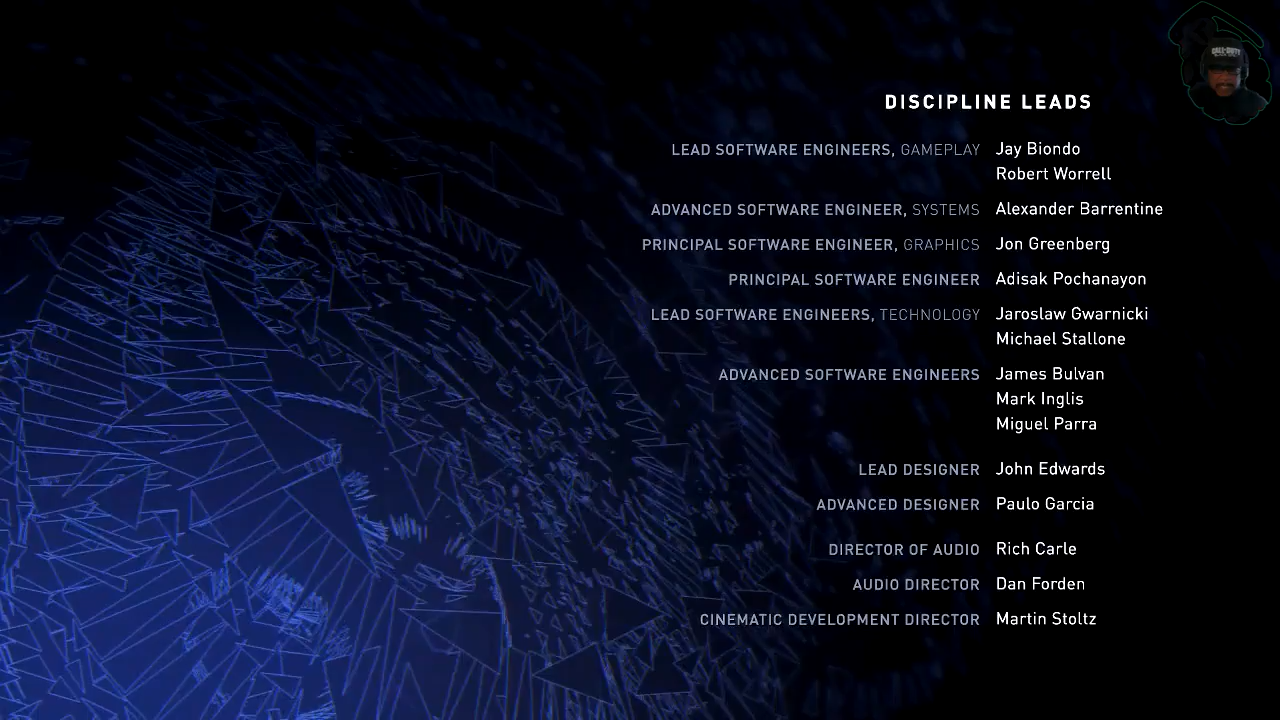 DISCIPLINE LEADS
LEAD SOFTWARE ENGINEERS, GAMEPLAY Jay Biondo
Robert Worrell
ADVANCED SOFTWARE ENGINEER, SYSTEMS Alexander Barrentine
PRINCIPAL SOFTWARE ENGINEER, GRAPHICS Jon Greenberg
PRINCIPAL SOFTWARE ENGINEER Adisak Pochanayon
LEAD SOFTWARE ENGINEERS, TECHNOLOGY Jaroslaw Gwarnicki
Michael Stallone
ADVANCED SOFTWARE ENGINEERS James Bulvan
Mark Inglis
Miguel Parra
LEAD DESIGNER John Edwards
ADVANCED DESIGNER Paulo Garcia
DIRECTOR OF AUDIO Rich Carle
AUDIO DIRECTOR Dan Forden
CINEMATIC DEVELOPMENT DIRECTOR Martin Stoltz
CALL OF DUTY